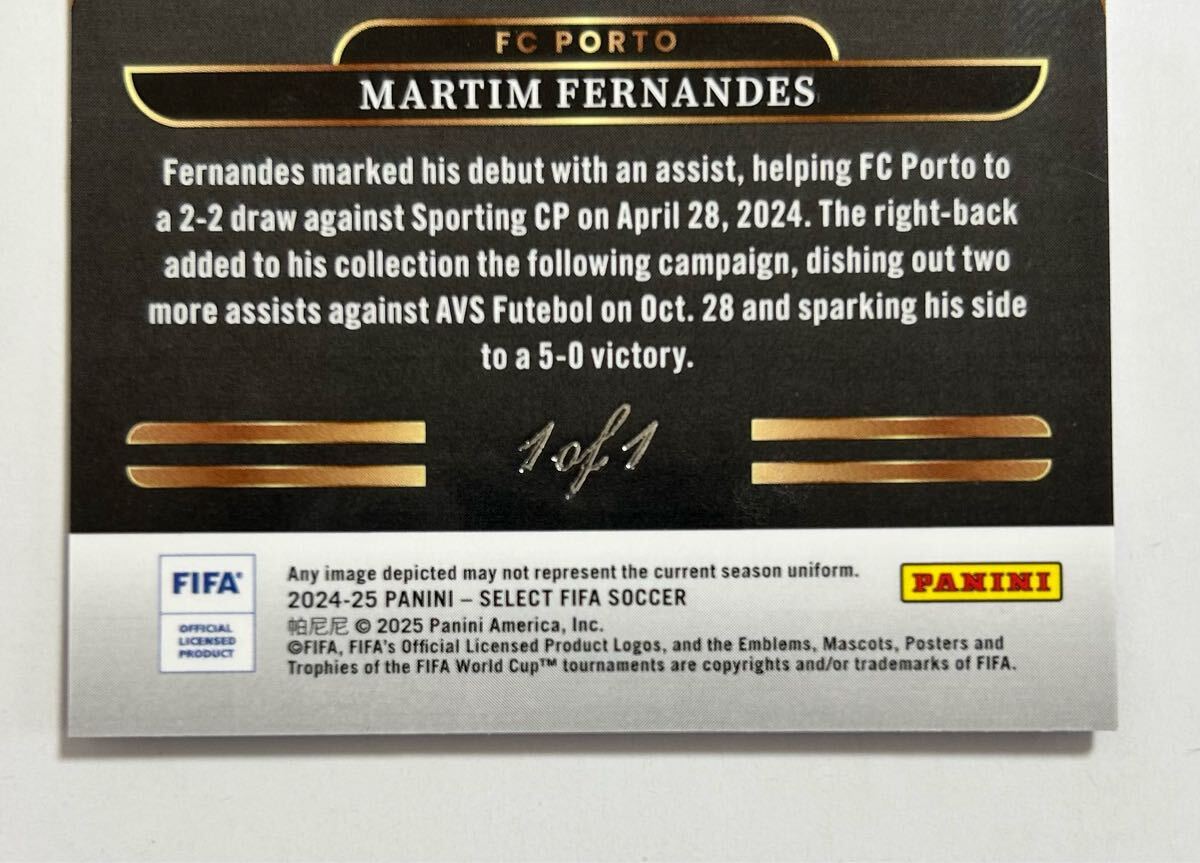 FC PORTO
MARTIM FERNANDES
Fernandes marked his debut with an assist, helping FC Porto to
a 2-2 draw against Sporting CP on April 28, 2024. The right-back
added to his collection the following campaign, dishing out two
more assists against AVS Futebol on Oct. 28 and sparking his side
to a 5-0 victory.
1 of 1
FIFA®
OFFICIAL
LICENSED
PRODUCT
Any image depicted may not represent the current season uniform.
2024-25 PANINI – SELECT FIFA SOCCER
帕尼尼 © 2025 Panini America, Inc.
©FIFA, FIFA's Official Licensed Product Logos, and the Emblems, Mascots, Posters and
Trophies of the FIFA World Cup™ tournaments are copyrights and/or trademarks of FIFA.
PANINI